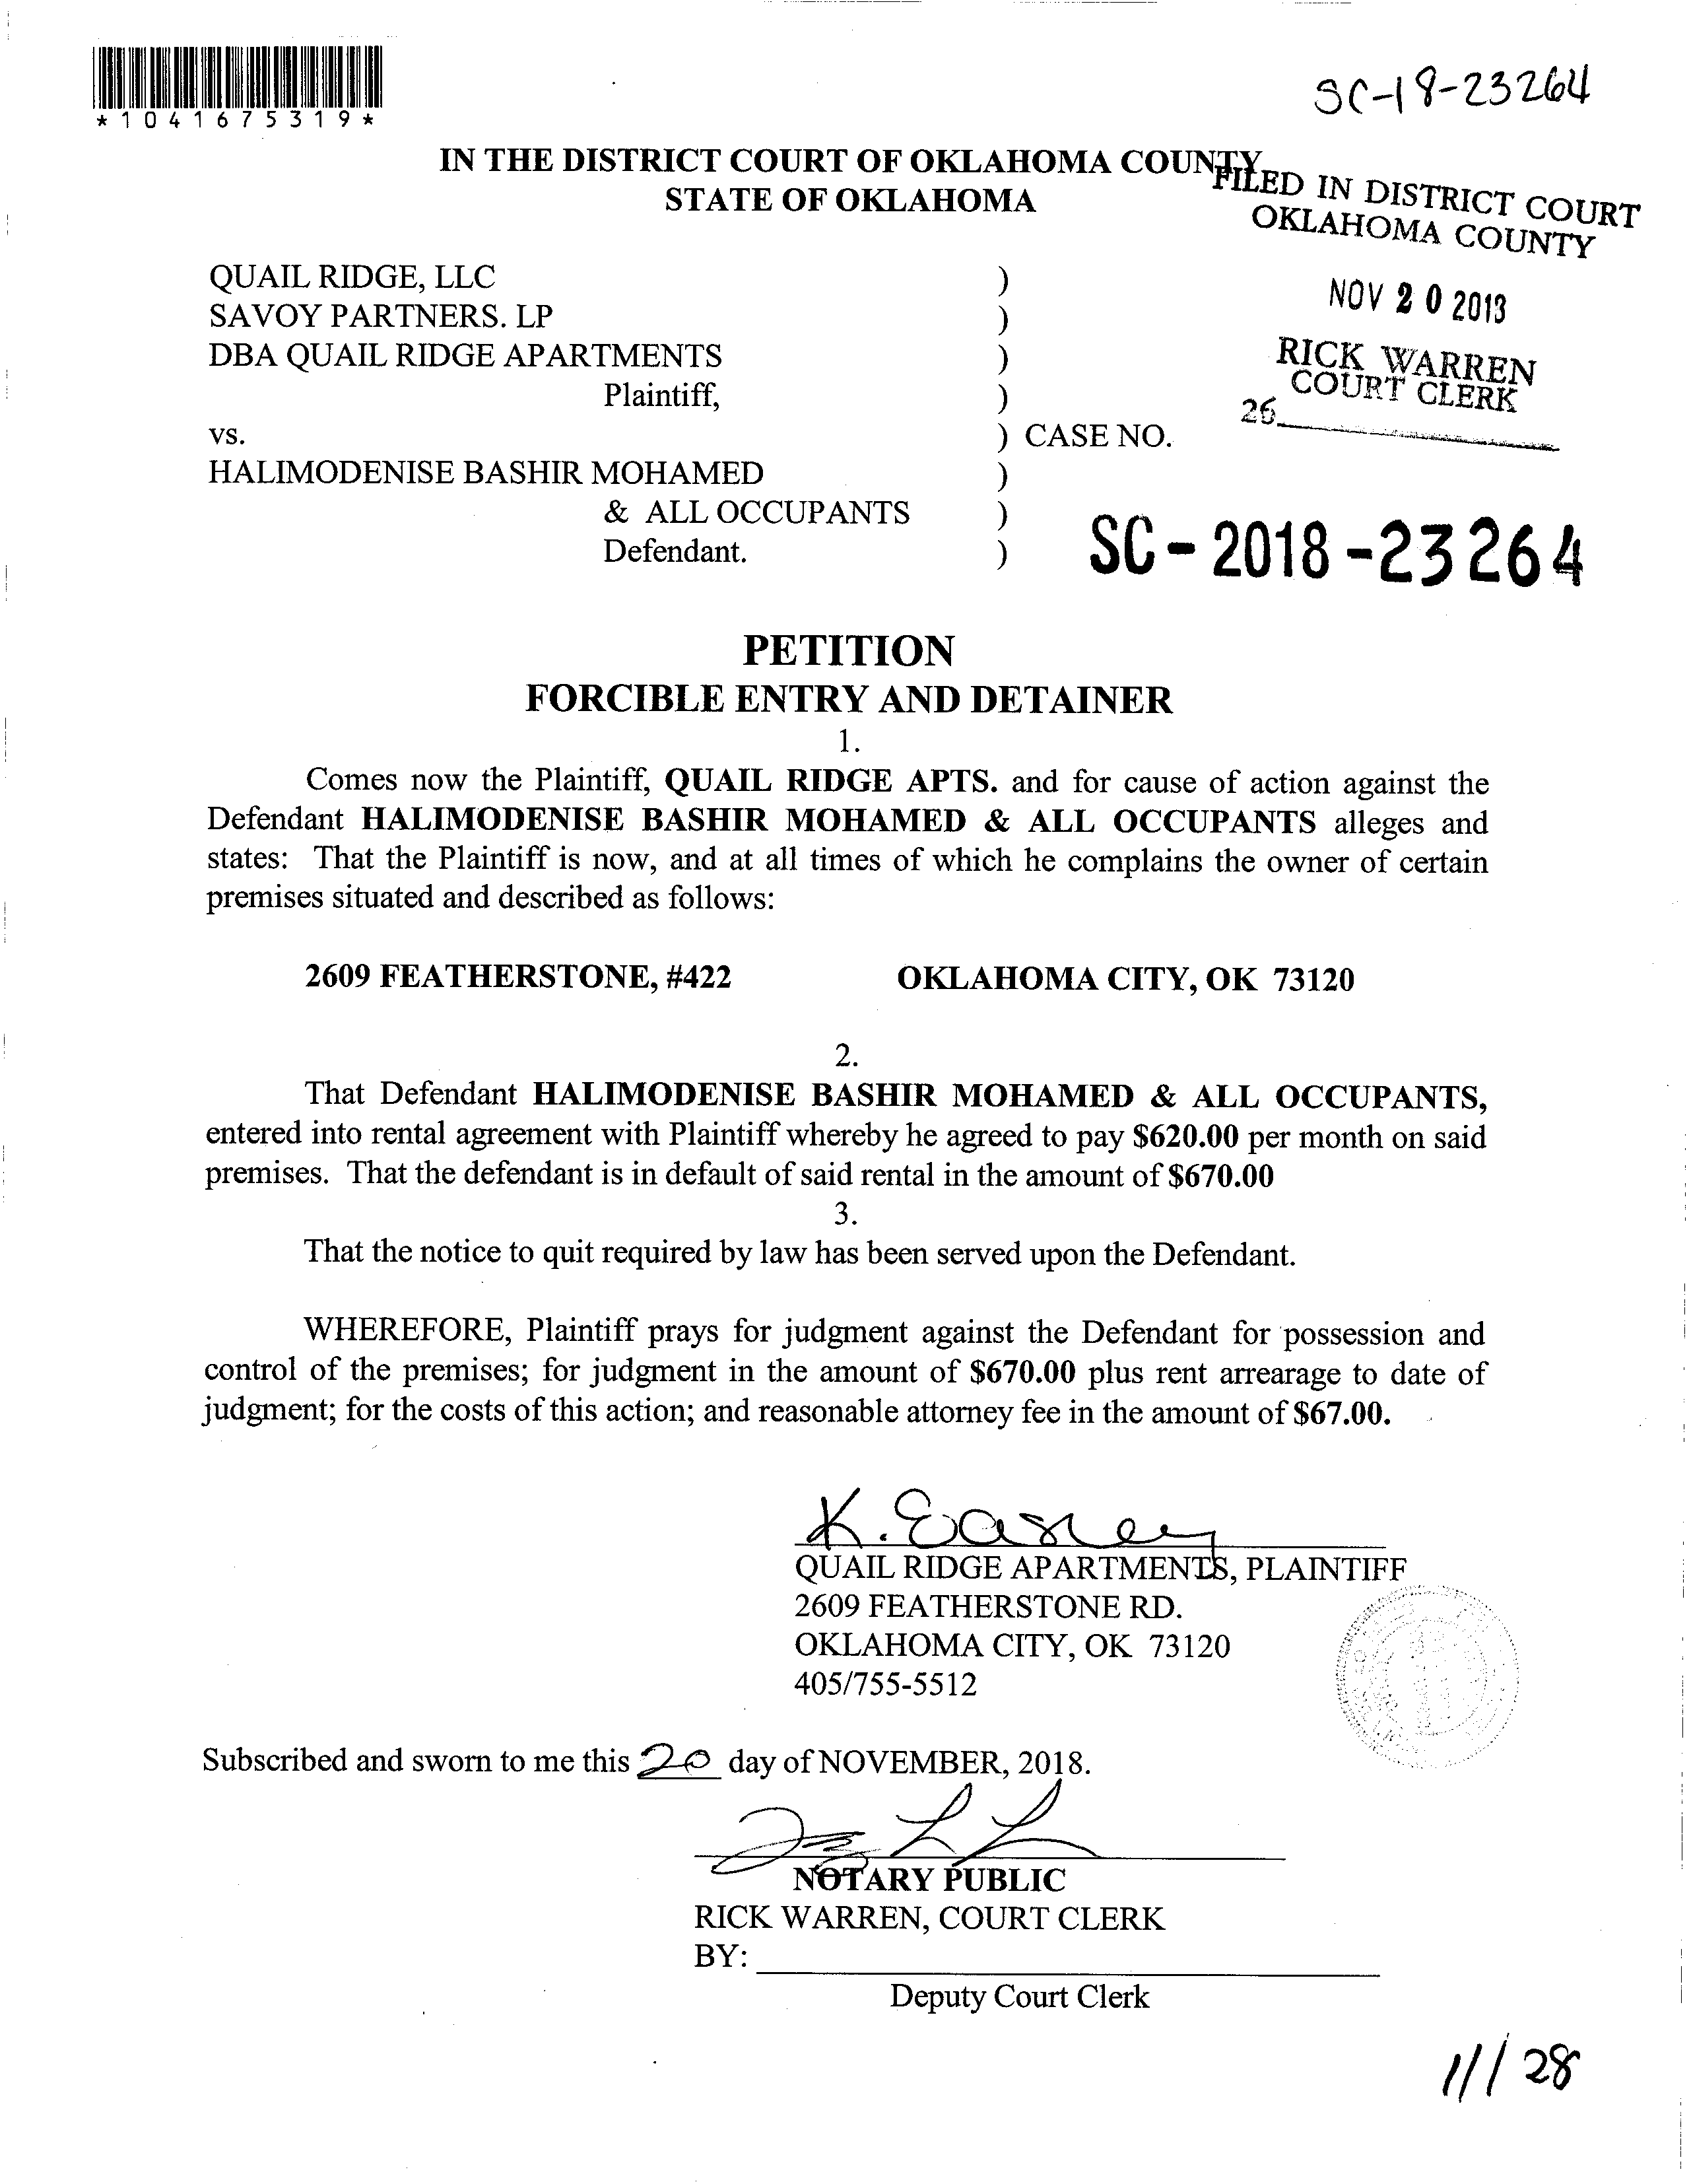 *1041675319*
SC-18-23264
IN THE DISTRICT COURT OF OKLAHOMA COUNTY
STATE OF OKLAHOMA
FILED IN DISTRICT COURT
OKLAHOMA COUNTY
NOV 20 2018
RICK WARREN
COURT CLERK
26
QUAIL RIDGE, LLC )
SAVOY PARTNERS. LP )
DBA QUAIL RIDGE APARTMENTS )
Plaintiff, )
vs. ) CASE NO.
HALIMODENISE BASHIR MOHAMED )
& ALL OCCUPANTS )
Defendant. )
SC-2018-23264
PETITION
FORCIBLE ENTRY AND DETAINER
1.
Comes now the Plaintiff, QUAIL RIDGE APTS. and for cause of action against the
Defendant HALIMODENISE BASHIR MOHAMED & ALL OCCUPANTS alleges and
states: That the Plaintiff is now, and at all times of which he complains the owner of certain
premises situated and described as follows:
2609 FEATHERSTONE, #422 OKLAHOMA CITY, OK 73120
2.
That Defendant HALIMODENISE BASHIR MOHAMED & ALL OCCUPANTS,
entered into rental agreement with Plaintiff whereby he agreed to pay $620.00 per month on said
premises. That the defendant is in default of said rental in the amount of $670.00
3.
That the notice to quit required by law has been served upon the Defendant.
WHEREFORE, Plaintiff prays for judgment against the Defendant for possession and
control of the premises; for judgment in the amount of $670.00 plus rent arrearage to date of
judgment; for the costs of this action; and reasonable attorney fee in the amount of $67.00.
K. Easley
QUAIL RIDGE APARTMENTS, PLAINTIFF
2609 FEATHERSTONE RD.
OKLAHOMA CITY, OK 73120
405/755-5512
Subscribed and sworn to me this 20 day of NOVEMBER, 2018.
NOTARY PUBLIC
RICK WARREN, COURT CLERK
BY:
Deputy Court Clerk
11/28